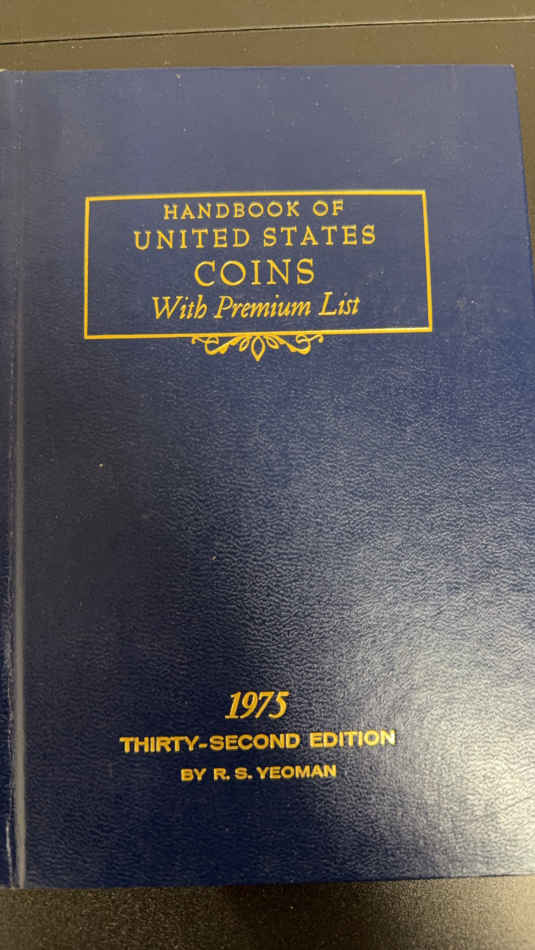 HANDBOOK OF
UNITED STATES
COINS
With Premium List
1975
THIRTY-SECOND EDITION
BY R. S. YEOMAN